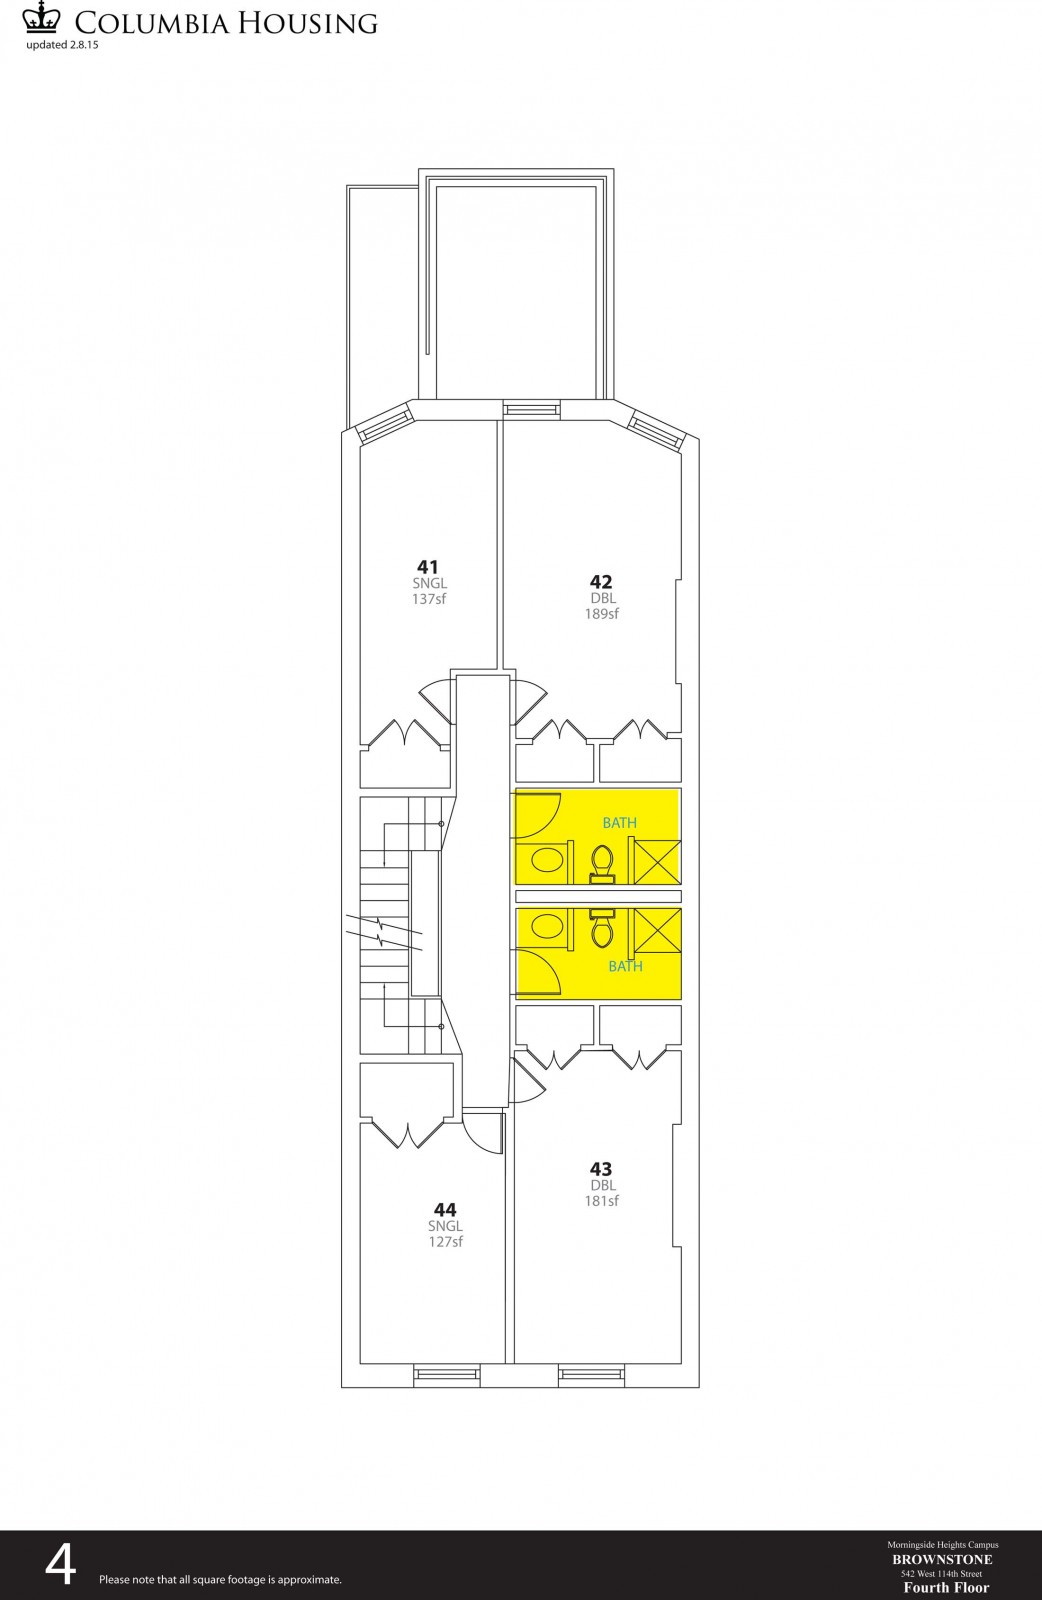 COLUMBIA HOUSING
updated 2.8.15
41
SNGL
137sf
42
DBL
189sf
BATH
BATH
43
DBL
181sf
44
SNGL
127sf
4
Please note that all square footage is approximate.
Morningside Heights Campus
BROWNSTONE
542 West 114th Street
Fourth Floor